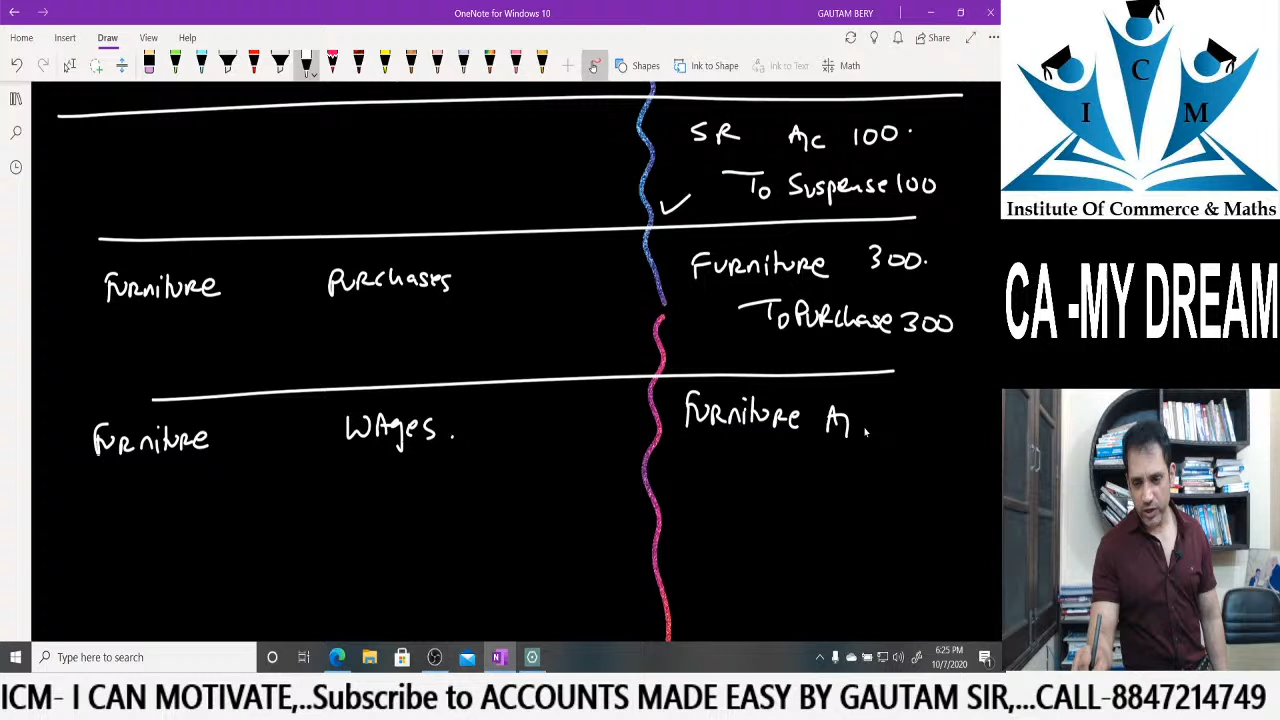 OneNote for Windows 10
GAUTAM BERY
Home Insert Draw View Help
Share
Shapes Ink to Shape Ink to Text Math
SR A/c 100.
To Suspense 100
Furniture Purchases
Furniture 300.
To Purchase 300
Furniture Wages.
Furniture A/
I C M
Institute Of Commerce & Maths
CA -MY DREAM
Type here to search
6:25 PM
10/7/2020
ICM- I CAN MOTIVATE,..Subscribe to ACCOUNTS MADE EASY BY GAUTAM SIR,...CALL-8847214749